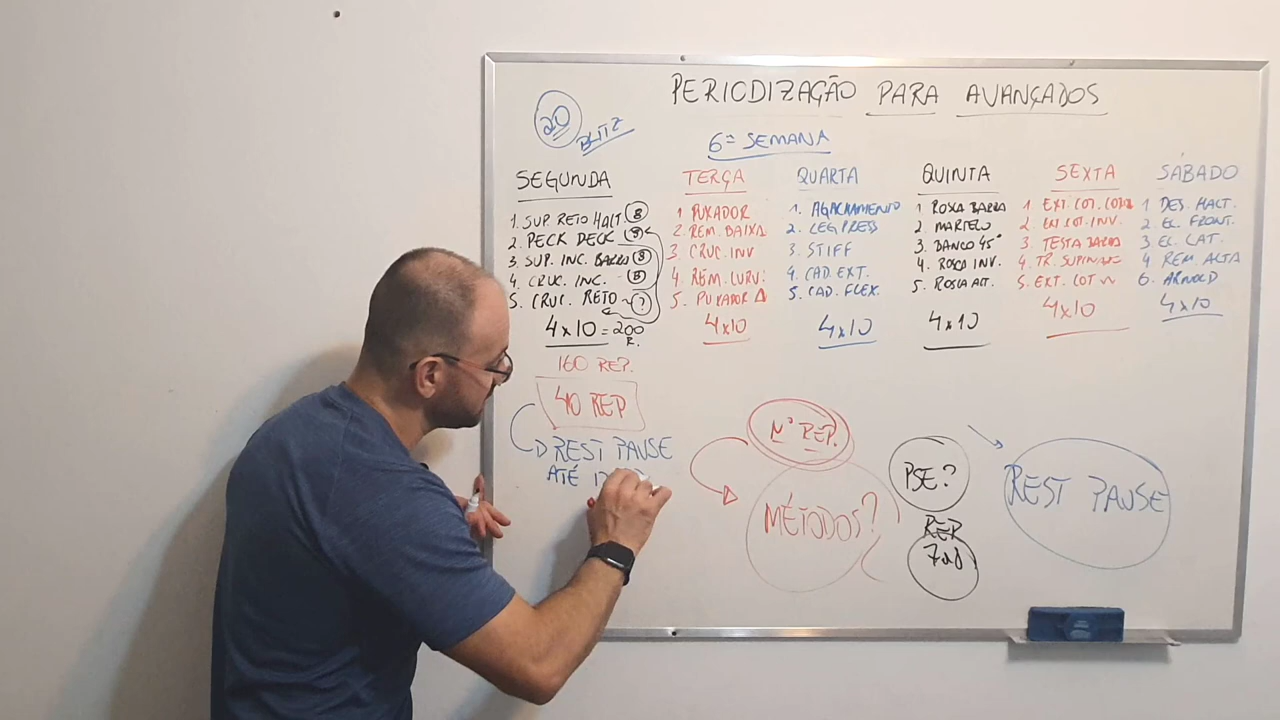 PERIODIZAÇÃO PARA AVANÇADOS
20 BLITZ
6ª SEMANA
SEGUNDA
1. SUP. RETO HALT. 8
2. PECK DECK
3. SUP. INC. BARRA 8
4. CRUC. INC. - 8
5. CRUC. RETO 7
4x10 = 200 R.
160 REP.
40 REP
REST PAUSE
ATÉ
TERÇA
1 PUXADOR
2. REM. BAIXA
3 CRUC. INV
4. REM. CURV.
5. PUXADOR Δ
4x10
QUARTA
1. AGACHAMENTO
2. LEG PRESS
3. STIFF
4. CAD. EXT.
5. CAD. FLEX.
4x10
QUINTA
1 ROSCA BARRA
2. MARTELO
3. BANCO 45°
4. ROSCA INV.
5. ROSCA ALT.
4x10
SEXTA
1 EXT. COT. CORDA
2. EXT. COT. INV.
3. TESTA BARRA
4. TR. SUPINADO
5. EXT. COT
4x10
SÁBADO
1 DES. HALT.
2. EL. FRONT.
3 EL. LAT.
4 REM. ALTA
6. ARNOLD
4x10
Nº REP.
MÉTODOS?
PSE?
REP
7 a 8
REST PAUSE